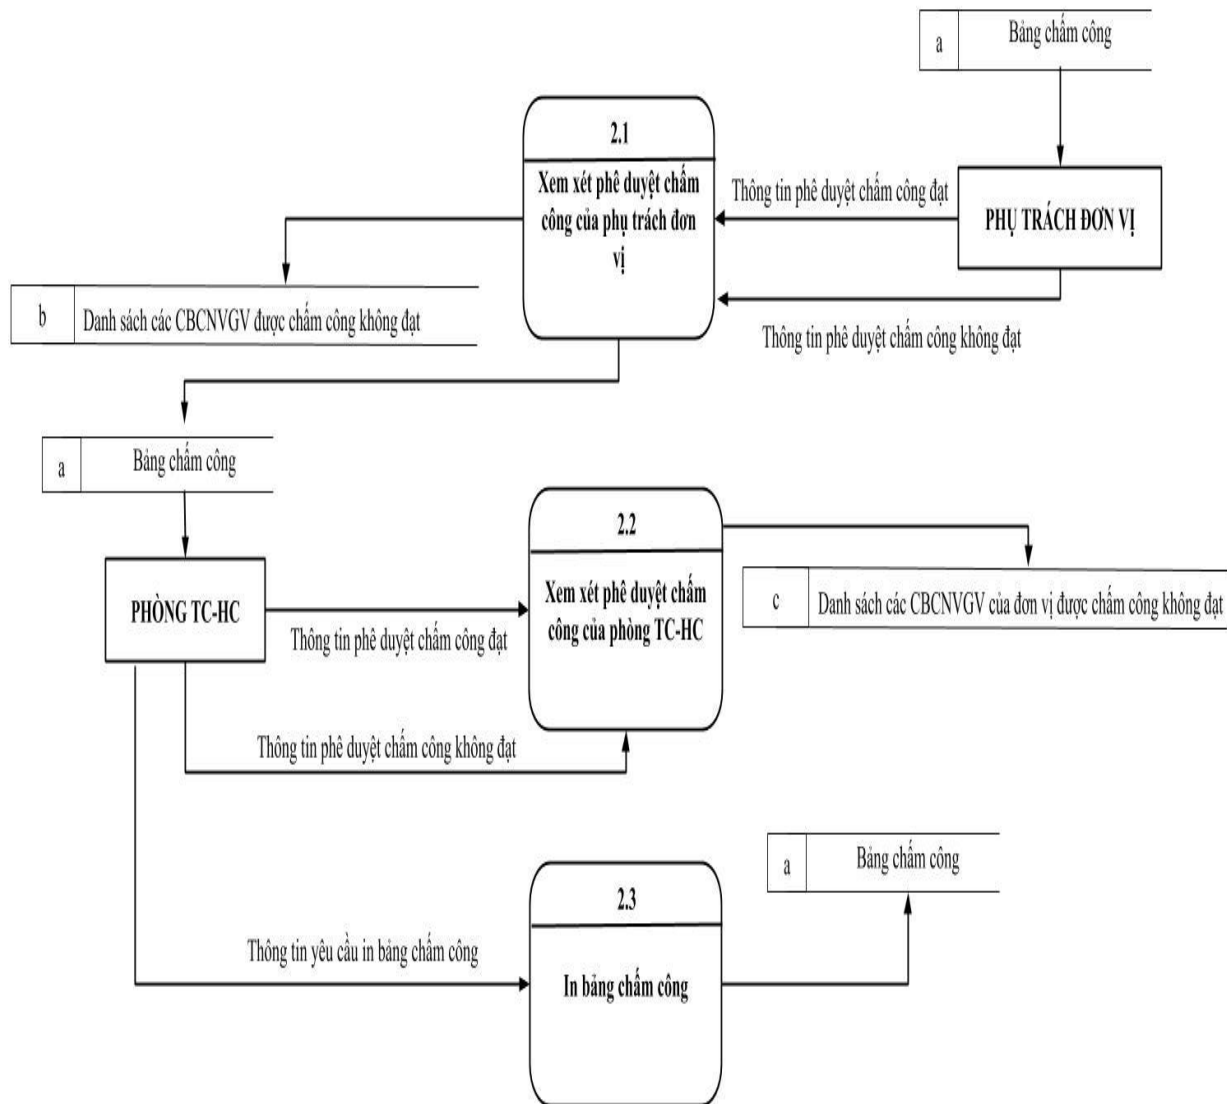 a
Bảng chấm công
2.1
Xem xét phê duyệt chấm
công của phụ trách đơn
vị
Thông tin phê duyệt chấm công đạt
PHỤ TRÁCH ĐƠN VỊ
b
Danh sách các CBCNVGV được chấm công không đạt
Thông tin phê duyệt chấm công không đạt
a
Bảng chấm công
2.2
Xem xét phê duyệt chấm
công của phòng TC-HC
PHÒNG TC-HC
Thông tin phê duyệt chấm công đạt
c
Danh sách các CBCNVGV của đơn vị được chấm công không đạt
Thông tin phê duyệt chấm công không đạt
a
Bảng chấm công
2.3
In bảng chấm công
Thông tin yêu cầu in bảng chấm công